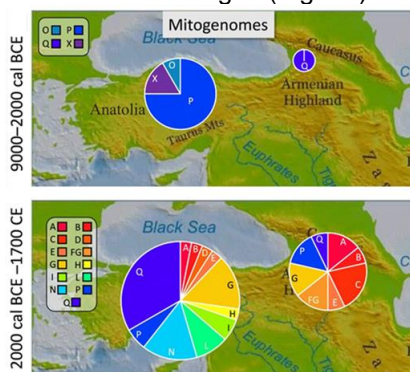 Mitogenomes
9000–2000 cal BCE
O P
Q X
Black Sea
Caucasus
O
X
P
Q
Armenian
Highland
Anatolia
Taurus Mts
Euphrates
Z a
2000 cal BCE –1700 CE
A B
C D
E FG
G H
I L
N P
Q
Black Sea
A B D E
G
H
I
L
N
P
Q
Q A
B
C
E
FG
G
P
Euphrates
Z a